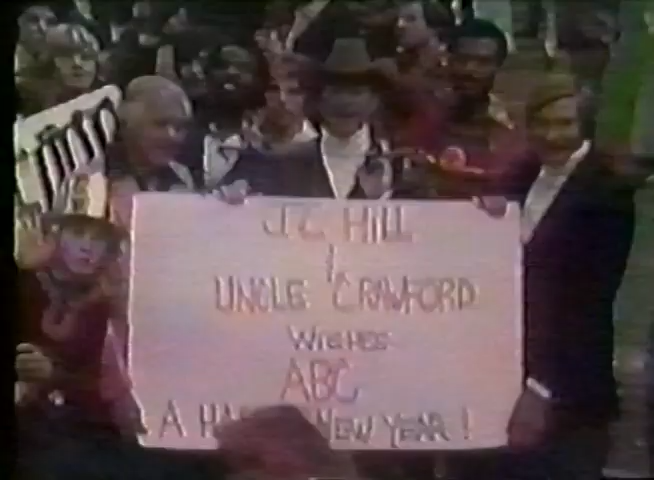 J.C. HILL
&
UNCLE CRAWFORD
WISHES
ABC
A NEW YEAR!